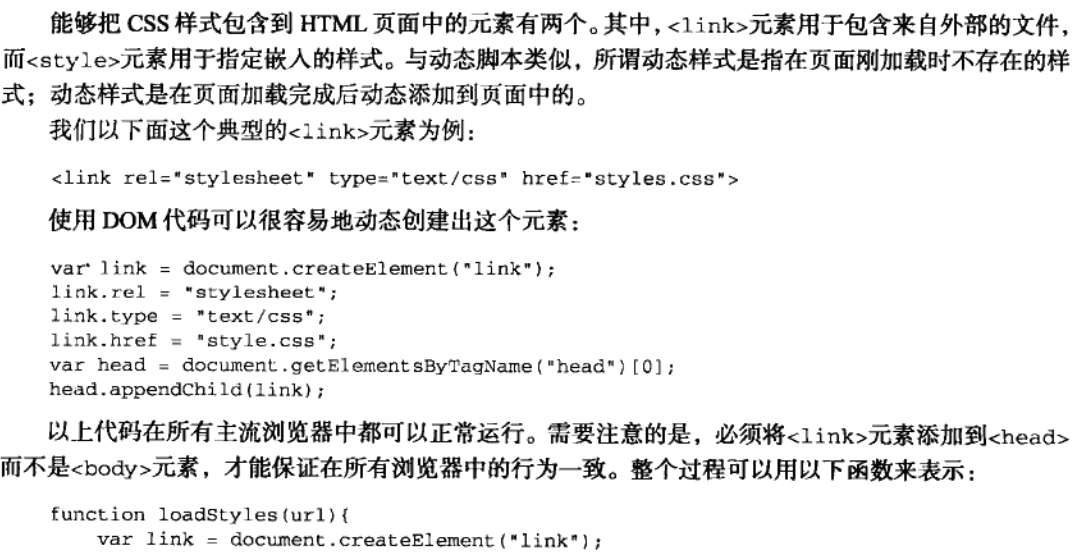 能够把 CSS 样式包含到 HTML 页面中的元素有两个。其中，<link>元素用于包含来自外部的文件，
而<style>元素用于指定嵌入的样式。与动态脚本类似，所谓动态样式是指在页面刚加载时不存在的样
式；动态样式是在页面加载完成后动态添加到页面中的。
我们以下面这个典型的<link>元素为例：
<link rel="stylesheet" type="text/css" href="styles.css">
使用 DOM 代码可以很容易地动态创建出这个元素：
var link = document.createElement("link");
link.rel = "stylesheet";
link.type = "text/css";
link.href = "style.css";
var head = document.getElementsByTagName("head")[0];
head.appendChild(link);
以上代码在所有主流浏览器中都可以正常运行。需要注意的是，必须将<link>元素添加到<head>
而不是<body>元素，才能保证在所有浏览器中的行为一致。整个过程可以用以下函数来表示：
function loadStyles(url){
var link = document.createElement("link");